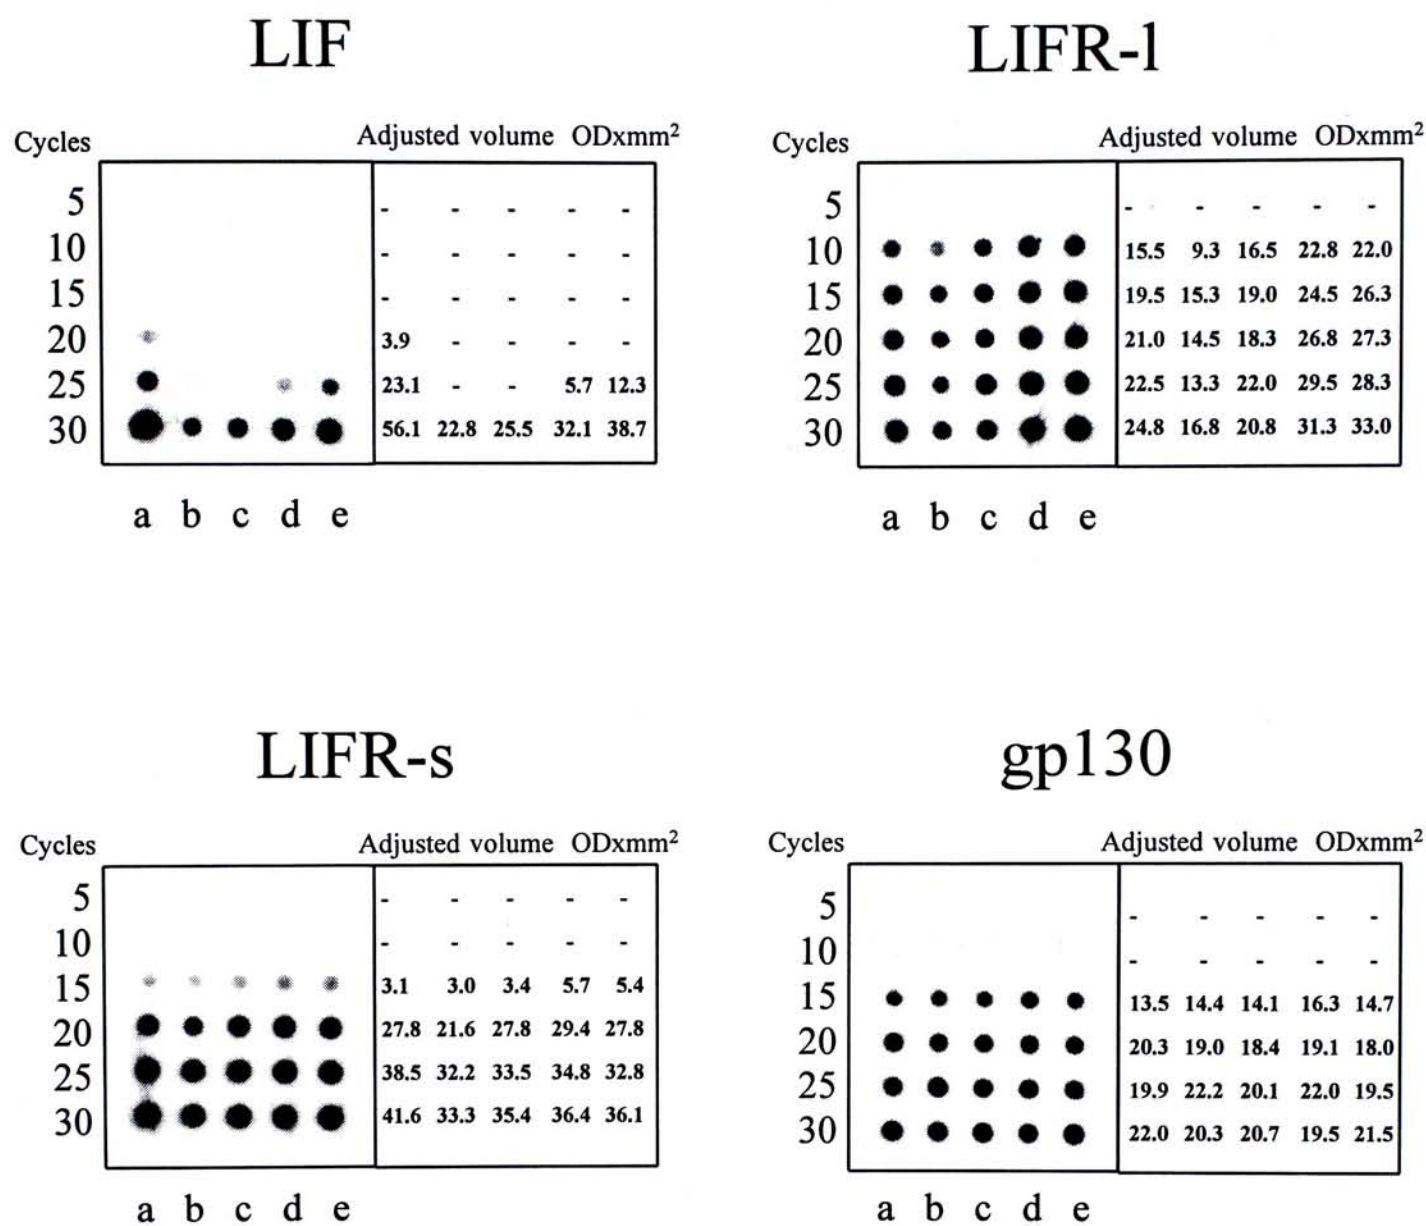 LIF
Cycles Adjusted volume ODxmm²
5 - - - - -
10 - - - - -
15 - - - - -
20 3.9 - - - -
25 23.1 - - 5.7 12.3
30 56.1 22.8 25.5 32.1 38.7
a b c d e
LIFR-l
Cycles Adjusted volume ODxmm²
5 - - - - -
10 15.5 9.3 16.5 22.8 22.0
15 19.5 15.3 19.0 24.5 26.3
20 21.0 14.5 18.3 26.8 27.3
25 22.5 13.3 22.0 29.5 28.3
30 24.8 16.8 20.8 31.3 33.0
a b c d e
LIFR-s
Cycles Adjusted volume ODxmm²
5 - - - - -
10 - - - - -
15 3.1 3.0 3.4 5.7 5.4
20 27.8 21.6 27.8 29.4 27.8
25 38.5 32.2 33.5 34.8 32.8
30 41.6 33.3 35.4 36.4 36.1
a b c d e
gp130
Cycles Adjusted volume ODxmm²
5 - - - - -
10 - - - - -
15 13.5 14.4 14.1 16.3 14.7
20 20.3 19.0 18.4 19.1 18.0
25 19.9 22.2 20.1 22.0 19.5
30 22.0 20.3 20.7 19.5 21.5
a b c d e